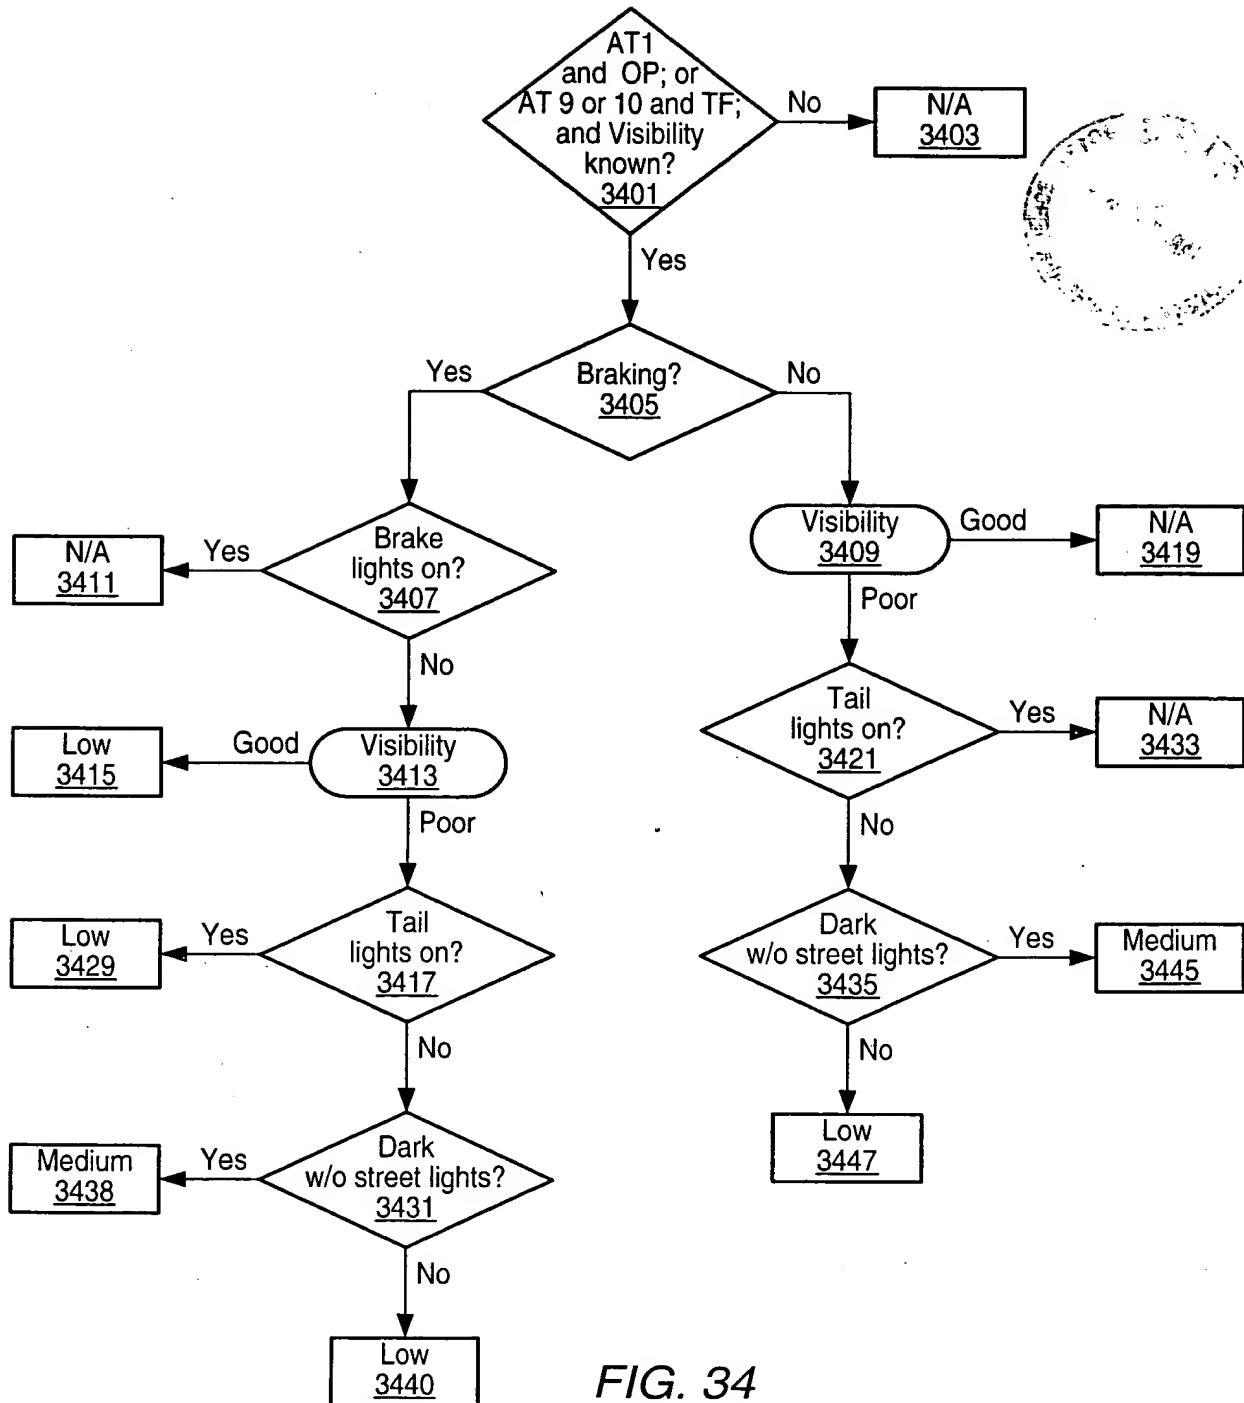 AT1
and OP; or
AT 9 or 10 and TF;
and Visibility
known?
3401
No
N/A
3403
Yes
Braking?
3405
Yes
No
Brake
lights on?
3407
Yes
N/A
3411
No
Visibility
3409
Good
N/A
3419
Poor
Visibility
3413
Good
Low
3415
Poor
Tail
lights on?
3421
Yes
N/A
3433
No
Tail
lights on?
3417
Yes
Low
3429
No
Dark
w/o street lights?
3435
Yes
Medium
3445
No
Low
3447
Dark
w/o street lights?
3431
Yes
Medium
3438
No
Low
3440
FIG. 34